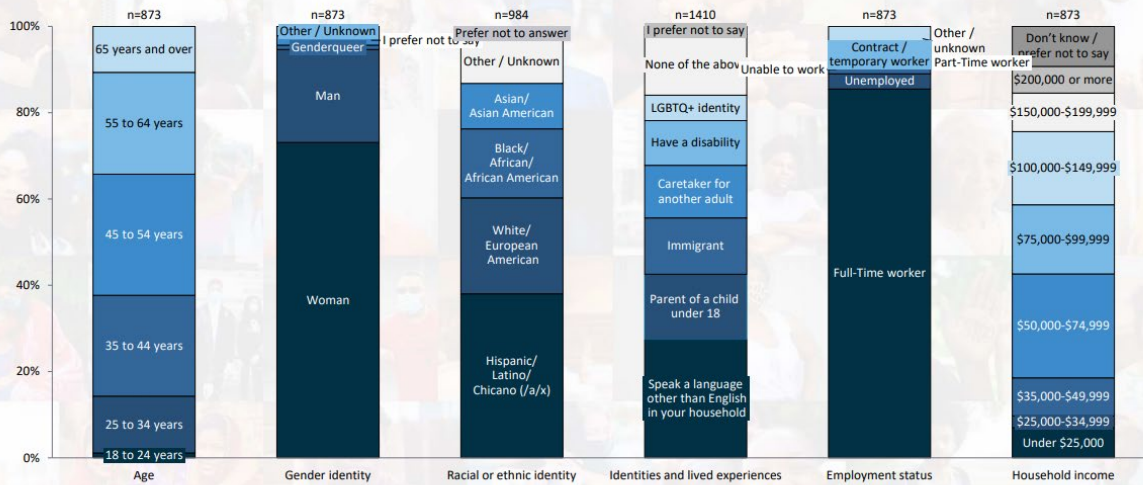 n=873
n=873
n=984
n=1410
n=873
n=873
100%
80%
60%
40%
20%
0%
65 years and over
55 to 64 years
45 to 54 years
35 to 44 years
25 to 34 years
18 to 24 years
Age
Other / Unknown
I prefer not to say
Genderqueer
Man
Woman
Gender identity
Prefer not to answer
Other / Unknown
Asian/
Asian American
Black/
African/
African American
White/
European
American
Hispanic/
Latino/
Chicano (/a/x)
Racial or ethnic identity
I prefer not to say
None of the above
LGBTQ+ identity
Have a disability
Caretaker for
another adult
Immigrant
Parent of a child
under 18
Speak a language
other than English
in your household
Identities and lived experiences
Other /
unknown
Part-Time worker
Contract /
temporary worker
Unable to work
Unemployed
Full-Time worker
Employment status
Don't know /
prefer not to say
$200,000 or more
$150,000-$199,999
$100,000-$149,999
$75,000-$99,999
$50,000-$74,999
$35,000-$49,999
$25,000-$34,999
Under $25,000
Household income